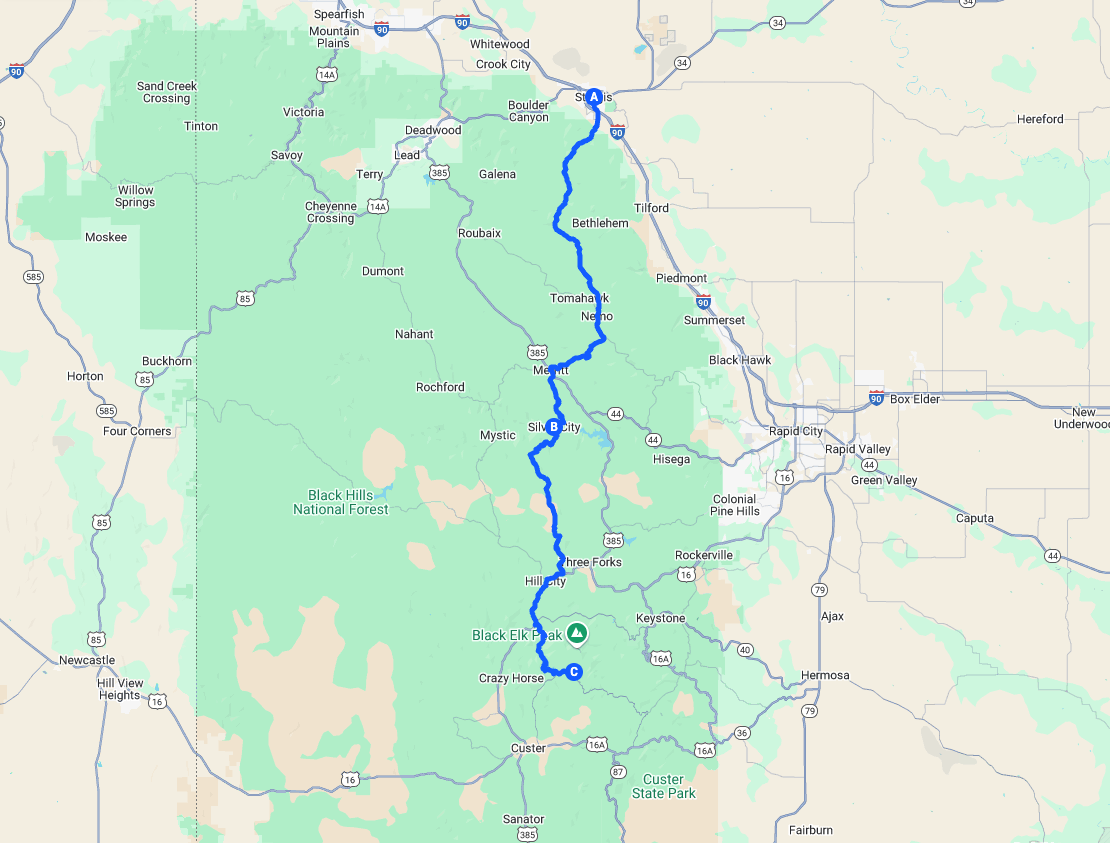 Spearfish
34
90
90
34
Mountain
Plains
Whitewood
Crook City
34
90
14A
Sand Creek
Crossing
A
Boulder
Canyon
Victoria
Hereford
Tinton
Deadwood
90
Lead
Savoy
Terry
385
Galena
Willow
Springs
14A
Cheyenne
Crossing
Tilford
Bethlehem
Moskee
Roubaix
585
Dumont
Piedmont
85
Tomahawk
90
Nemo
Summerset
Nahant
385
Black Hawk
Buckhorn
Merritt
Horton
85
Rochford
90
Box Elder
585
44
New
Underwood
Four Corners
Silver City
B
Mystic
44
Rapid City
Hisega
Rapid Valley
44
16
Green Valley
Black Hills
National Forest
Colonial
Pine Hills
85
Caputa
385
Rockerville
44
Three Forks
16
Hill City
79
Keystone
Ajax
85
Black Elk Peak
40
Newcastle
16A
C
Crazy Horse
Hermosa
Hill View
Heights
16
79
36
Custer
16A
16A
87
16
Custer
State Park
Sanator
385
Fairburn